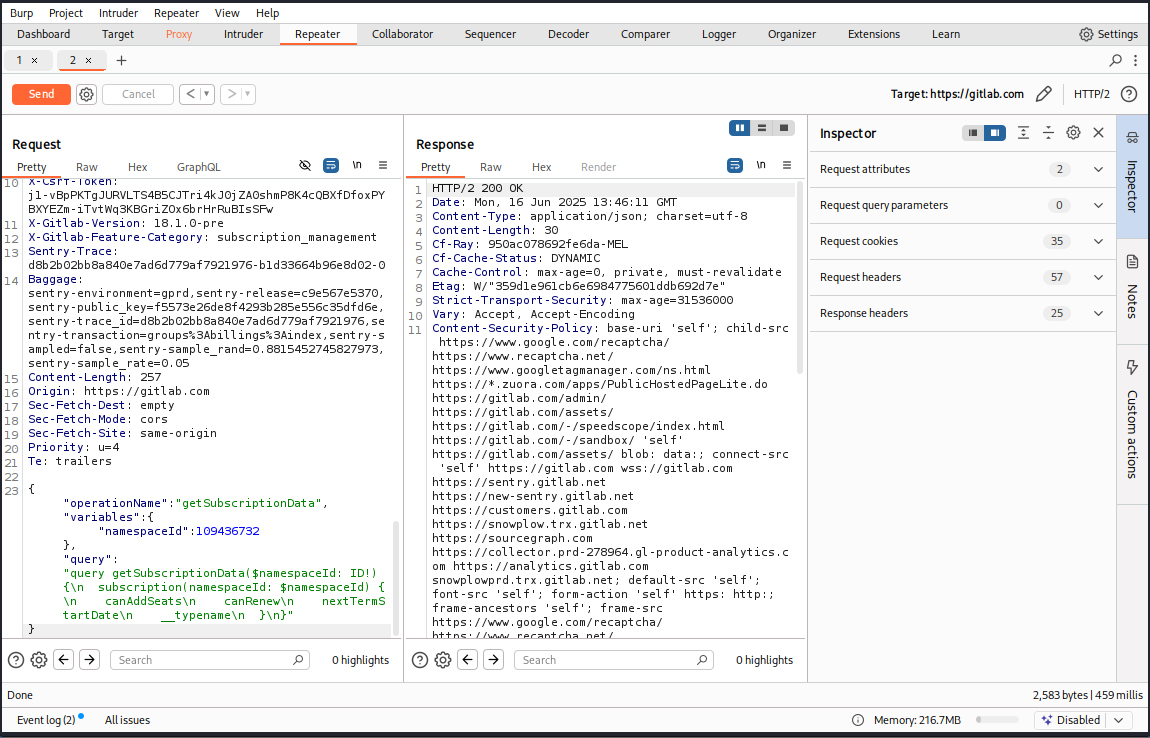 Burp Project Intruder Repeater View Help
Dashboard Target Proxy Intruder Repeater Collaborator Sequencer Decoder Comparer Logger Organizer Extensions Learn Settings
1 × 2 × +
Send Cancel < > Target: https://gitlab.com HTTP/2
Request
Pretty Raw Hex GraphQL \n
10 X-Csrf-Token:
j1-vBpPKTgJURVLTS4B5CJTri4kJ0jZA0shmP8K4cQBXfDfoxPY
BXYEZm-iTvtWq3KBGriZOx6brHrRuBIsSFw
11 X-Gitlab-Version: 18.1.0-pre
12 X-Gitlab-Feature-Category: subscription_management
13 Sentry-Trace:
d8b2b02bb8a840e7ad6d779af7921976-b1d33664b96e8d02-0
14 Baggage:
sentry-environment=gprd,sentry-release=c9e567e5370,
sentry-public_key=f5573e26de8f4293b285e556c35dfd6e,
sentry-trace_id=d8b2b02bb8a840e7ad6d779af7921976,se
ntry-transaction=groups%3Abillings%3Aindex,sentry-s
ampled=false,sentry-sample_rand=0.8815452745827973,
sentry-sample_rate=0.05
15 Content-Length: 257
16 Origin: https://gitlab.com
17 Sec-Fetch-Dest: empty
18 Sec-Fetch-Mode: cors
19 Sec-Fetch-Site: same-origin
20 Priority: u=4
21 Te: trailers
22
23 {
"operationName":"getSubscriptionData",
"variables":{
"namespaceId":109436732
},
"query":
"query getSubscriptionData($namespaceId: ID!)
{\n  subscription(namespaceId: $namespaceId) {
\n    canAddSeats\n    canRenew\n    nextTermS
tartDate\n    __typename\n  }\n}"
}
Search 0 highlights
Response
Pretty Raw Hex Render \n
1 HTTP/2 200 OK
2 Date: Mon, 16 Jun 2025 13:46:11 GMT
3 Content-Type: application/json; charset=utf-8
4 Content-Length: 30
5 Cf-Ray: 950ac078692fe6da-MEL
6 Cf-Cache-Status: DYNAMIC
7 Cache-Control: max-age=0, private, must-revalidate
8 Etag: W/"359d1e961cb6e6984775601ddb692d7e"
9 Strict-Transport-Security: max-age=31536000
10 Vary: Accept, Accept-Encoding
11 Content-Security-Policy: base-uri 'self'; child-src
https://www.google.com/recaptcha/
https://www.recaptcha.net/
https://www.googletagmanager.com/ns.html
https://*.zuora.com/apps/PublicHostedPageLite.do
https://gitlab.com/admin/
https://gitlab.com/assets/
https://gitlab.com/-/speedscope/index.html
https://gitlab.com/-/sandbox/ 'self'
https://gitlab.com/assets/ blob: data:; connect-src
'self' https://gitlab.com wss://gitlab.com
https://sentry.gitlab.net
https://new-sentry.gitlab.net
https://customers.gitlab.com
https://snowplow.trx.gitlab.net
https://sourcegraph.com
https://collector.prd-278964.gl-product-analytics.c
om https://analytics.gitlab.com
snowplowprd.trx.gitlab.net; default-src 'self';
font-src 'self'; form-action 'self' https: http:;
frame-ancestors 'self'; frame-src
https://www.google.com/recaptcha/
https://www.recaptcha.net/
Search 0 highlights
Inspector
Request attributes 2
Request query parameters 0
Request cookies 35
Request headers 57
Response headers 25
Inspector
Notes
Custom actions
Done 2,583 bytes | 459 millis
Event log (2) All issues Memory: 216.7MB Disabled